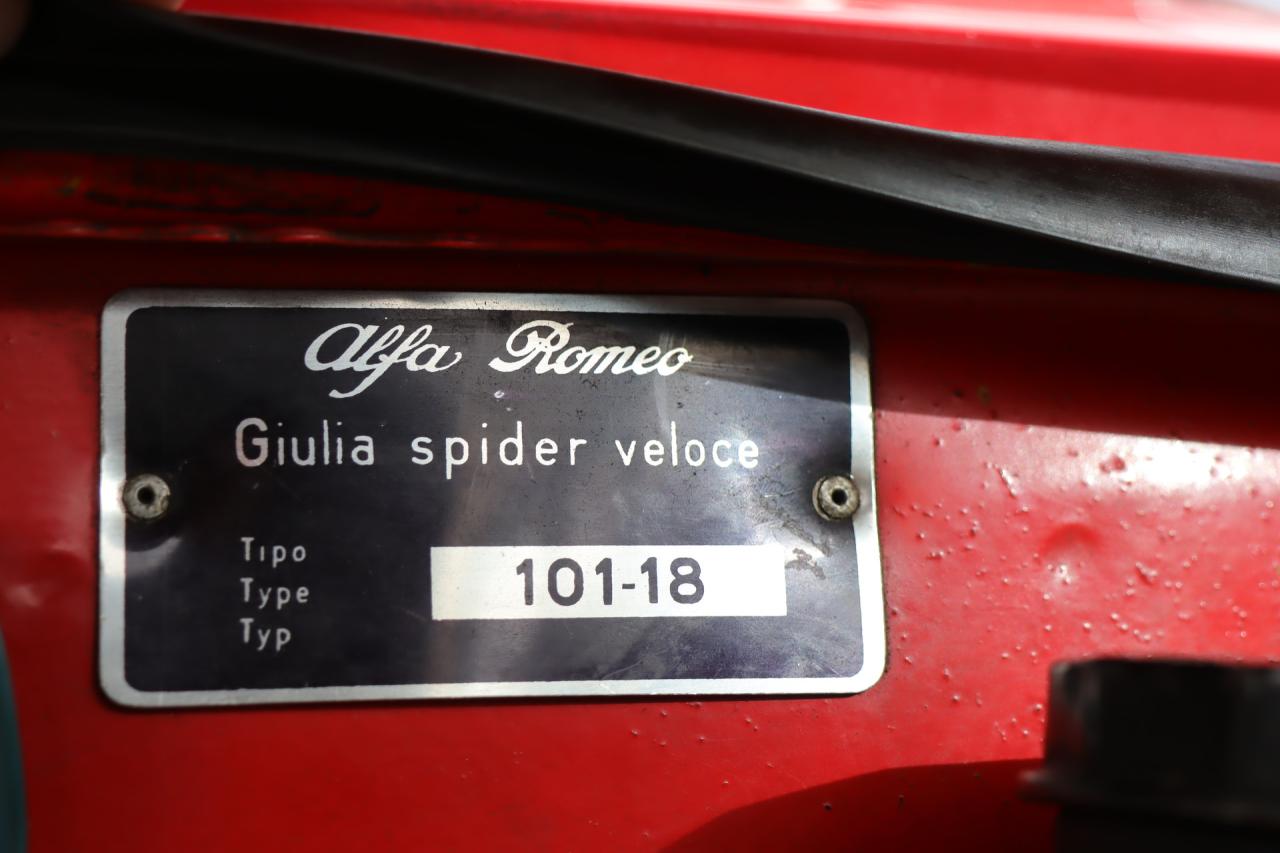 Alfa Romeo
Giulia spider veloce
Tipo
Type 101-18
Typ